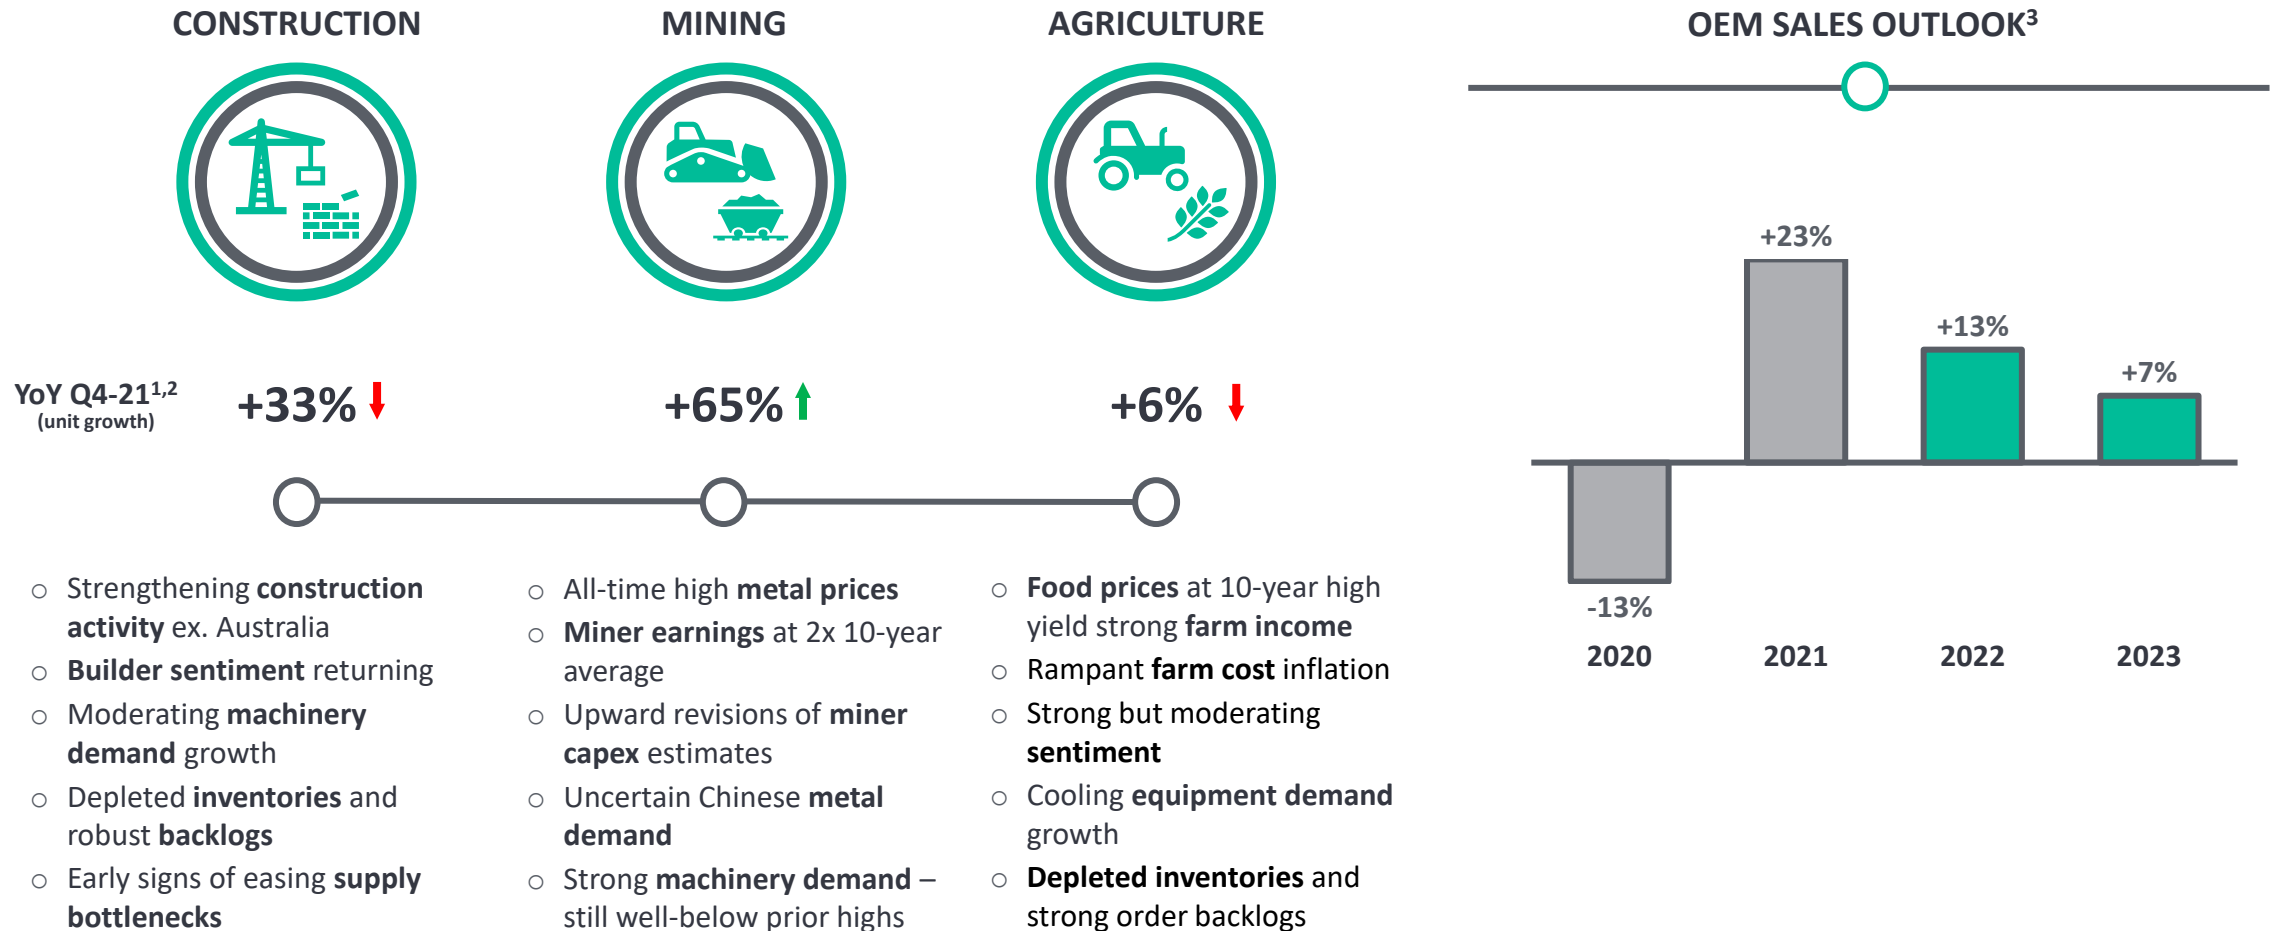 CONSTRUCTION
MINING
AGRICULTURE
YoY Q4-21¹,²
(unit growth)
+33%
+65%
+6%
○ Strengthening construction
activity ex. Australia
○ Builder sentiment returning
○ Moderating machinery
demand growth
○ Depleted inventories and
robust backlogs
○ Early signs of easing supply
bottlenecks
○ All-time high metal prices
○ Miner earnings at 2x 10-year
average
○ Upward revisions of miner
capex estimates
○ Uncertain Chinese metal
demand
○ Strong machinery demand –
still well-below prior highs
○ Food prices at 10-year high
yield strong farm income
○ Rampant farm cost inflation
○ Strong but moderating
sentiment
○ Cooling equipment demand
growth
○ Depleted inventories and
strong order backlogs
OEM SALES OUTLOOK³
+23%
+13%
+7%
-13%
2020
2021
2022
2023